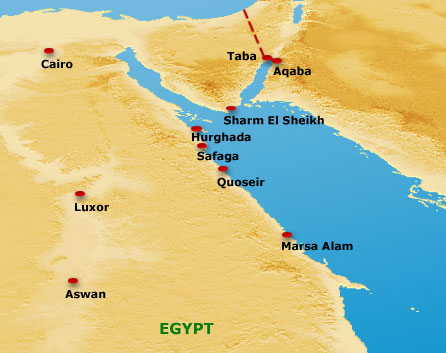 Cairo
Taba
Aqaba
Sharm El Sheikh
Hurghada
Safaga
Quoseir
Luxor
Marsa Alam
Aswan
EGYPT